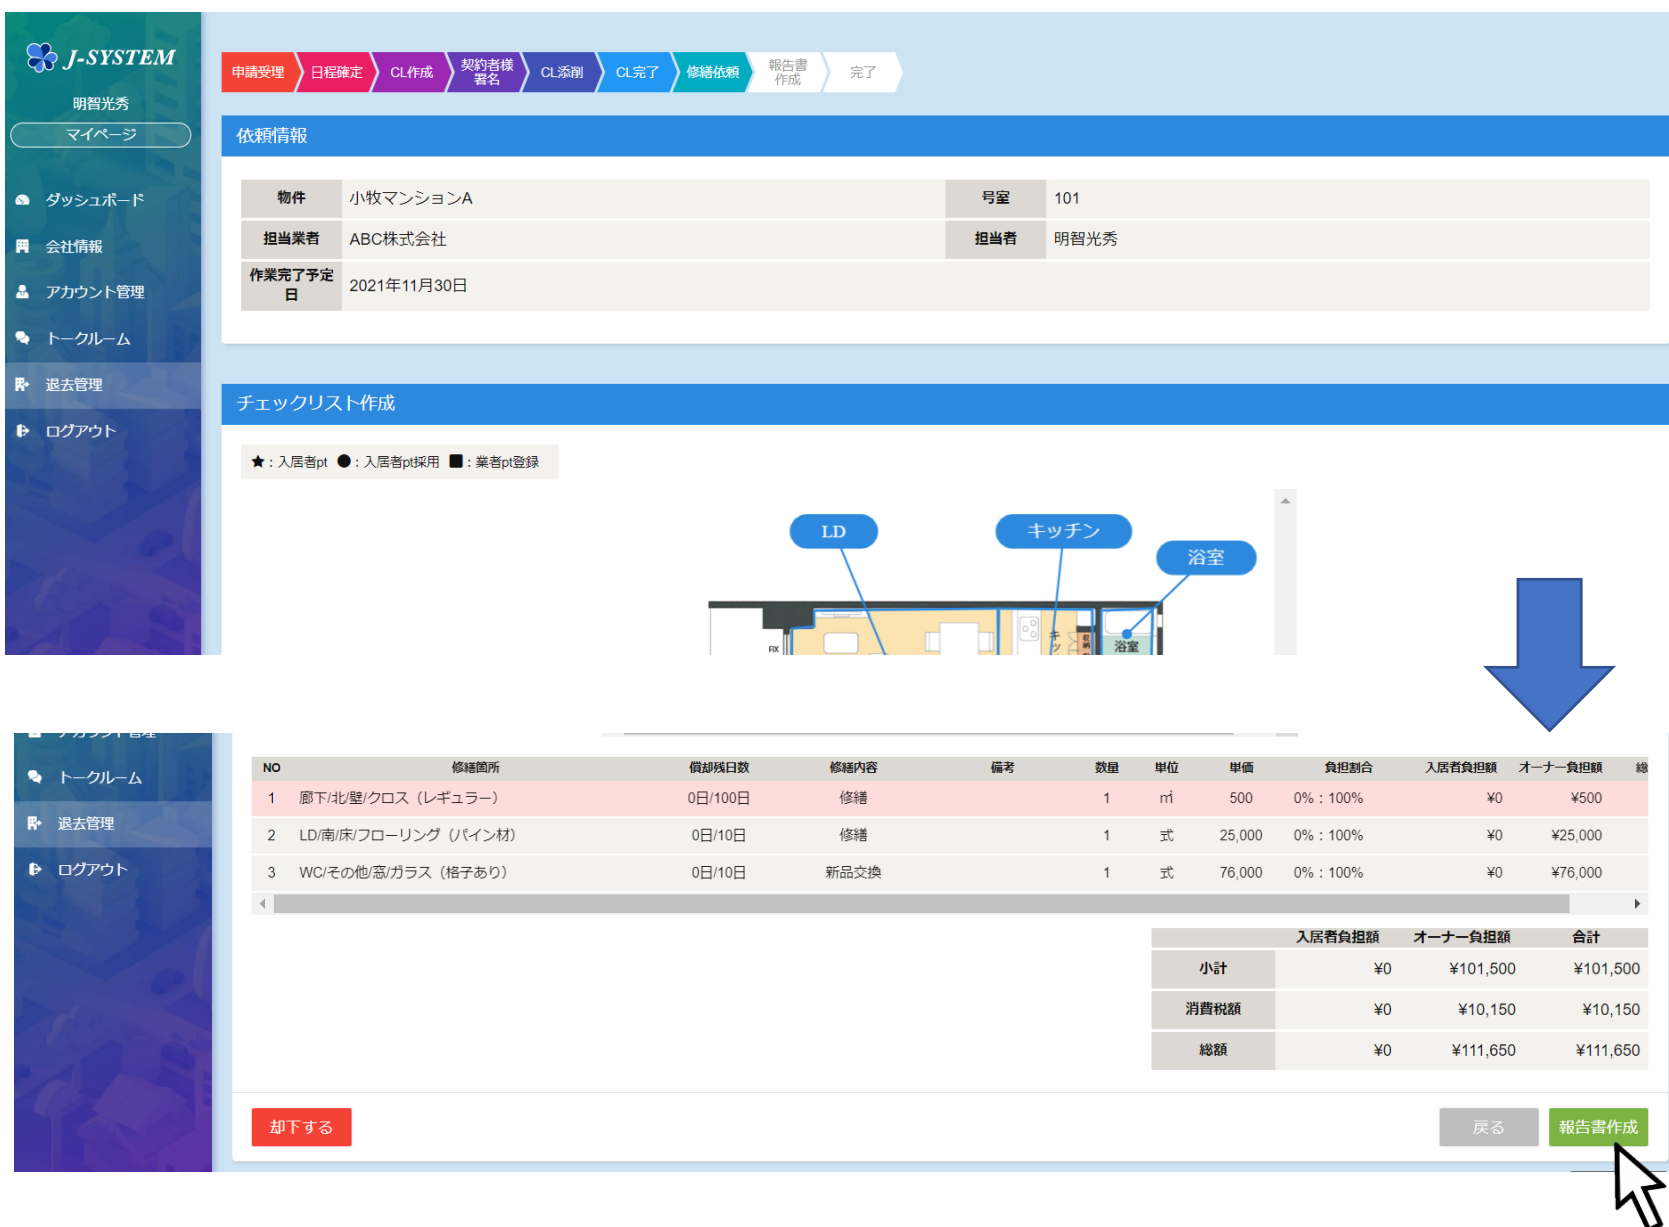 J-SYSTEM
明智光秀
マイページ
ダッシュボード
会社情報
アカウント管理
トークルーム
退去管理
ログアウト
申請受理 日程確定 CL作成 契約者様署名 CL添削 CL完了 修繕依頼 報告書作成 完了
依頼情報
物件 小牧マンションA 号室 101
担当業者 ABC株式会社 担当者 明智光秀
作業完了予定日 2021年11月30日
チェックリスト作成
★：入居者pt ●：入居者pt採用 ■：業者pt登録
LD キッチン
浴室
キッ 収納 浴室
FIX
アカウント管理
トークルーム
退去管理
ログアウト
NO 修繕箇所 償却残日数 修繕内容 備考 数量 単位 単価 負担割合 入居者負担額 オーナー負担額 総
1 廊下/北/壁/クロス（レギュラー） 0日/100日 修繕 1 ㎡ 500 0%：100% ¥0 ¥500
2 LD/南/床/フローリング（パイン材） 0日/10日 修繕 1 式 25,000 0%：100% ¥0 ¥25,000
3 WC/その他/窓/ガラス（格子あり） 0日/10日 新品交換 1 式 76,000 0%：100% ¥0 ¥76,000
入居者負担額 オーナー負担額 合計
小計 ¥0 ¥101,500 ¥101,500
消費税額 ¥0 ¥10,150 ¥10,150
総額 ¥0 ¥111,650 ¥111,650
却下する 戻る 報告書作成